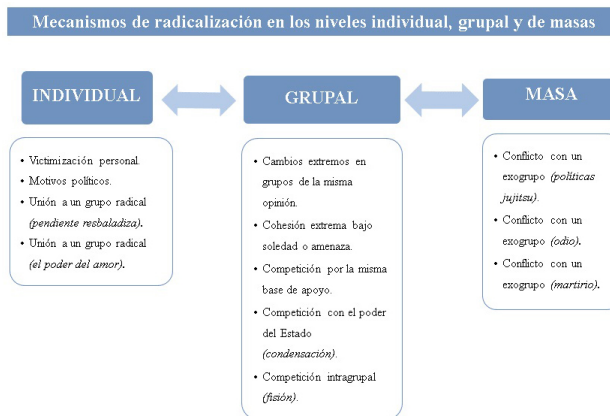 Mecanismos de radicalización en los niveles individual, grupal y de masas
INDIVIDUAL
• Victimización personal.
• Motivos políticos.
• Unión a un grupo radical
(pendiente resbaladiza).
• Unión a un grupo radical
(el poder del amor).
GRUPAL
• Cambios extremos en
grupos de la misma
opinión.
• Cohesión extrema bajo
soledad o amenaza.
• Competición por la misma
base de apoyo.
• Competición con el poder
del Estado
(condensación).
• Competición intragrupal
(fisión).
MASA
• Conflicto con un
exogrupo (políticas
jujitsu).
• Conflicto con un
exogrupo (odio).
• Conflicto con un
exogrupo (martirio).